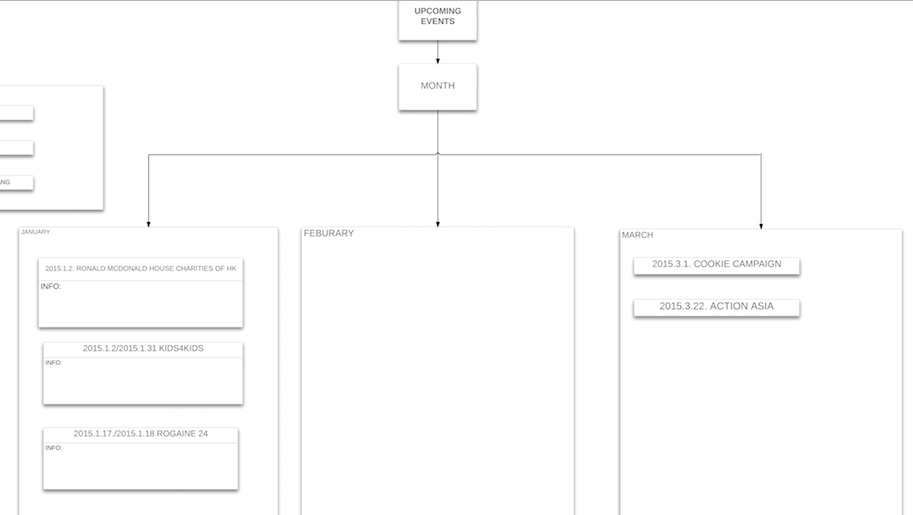 UPCOMING
EVENTS
MONTH
ANG
JANUARY
2015.1.2. RONALD MCDONALD HOUSE CHARITIES OF HK
INFO:
2015.1.2/2015.1.31 KIDS4KIDS
INFO:
2015.1.17./2015.1.18 ROGAINE 24
INFO:
FEBURARY
MARCH
2015.3.1. COOKIE CAMPAIGN
2015.3.22. ACTION ASIA